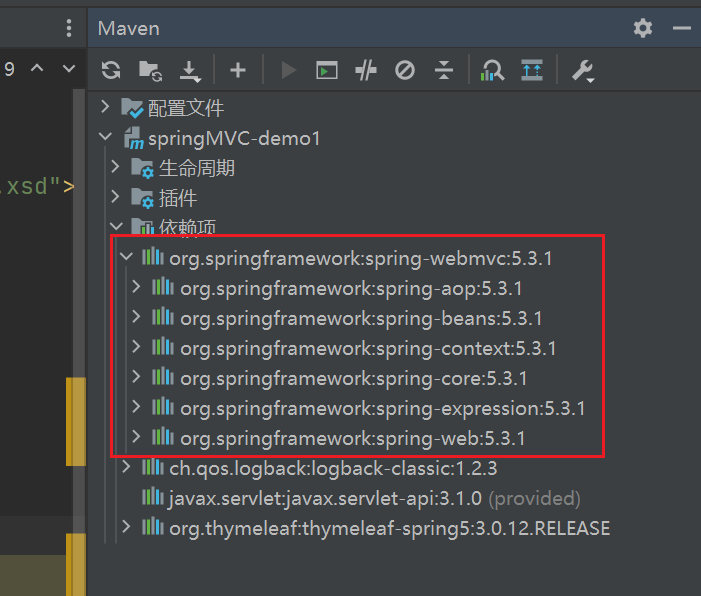 Maven
9
配置文件
springMVC-demo1
.xsd">
生命周期
插件
依赖项
org.springframework:spring-webmvc:5.3.1
org.springframework:spring-aop:5.3.1
org.springframework:spring-beans:5.3.1
org.springframework:spring-context:5.3.1
org.springframework:spring-core:5.3.1
org.springframework:spring-expression:5.3.1
org.springframework:spring-web:5.3.1
ch.qos.logback:logback-classic:1.2.3
javax.servlet:javax.servlet-api:3.1.0 (provided)
org.thymeleaf:thymeleaf-spring5:3.0.12.RELEASE